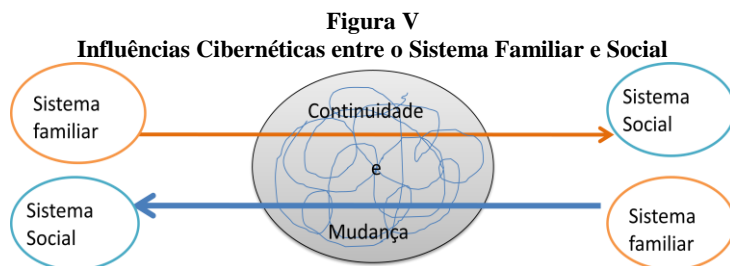 Figura V
Influências Cibernéticas entre o Sistema Familiar e Social
Sistema
familiar
Continuidade
e
Mudança
Sistema
Social
Sistema
Social
Sistema
familiar